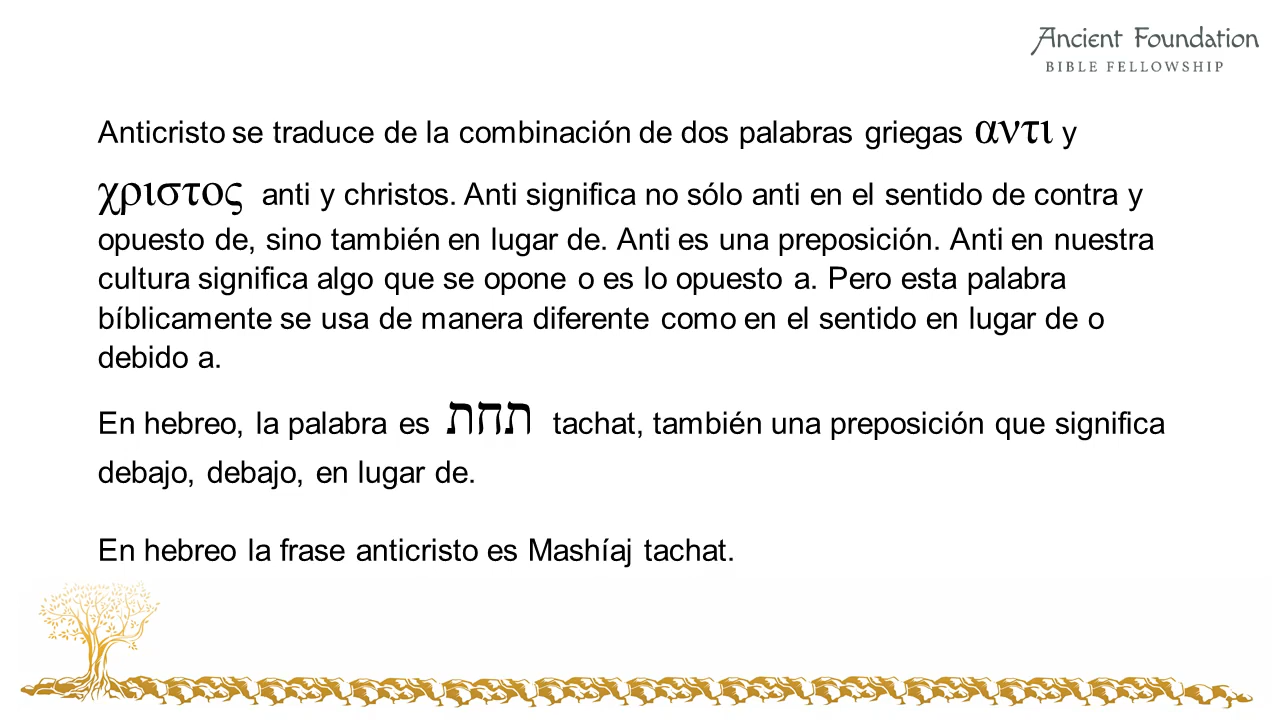 Ancient Foundation
BIBLE FELLOWSHIP
Anticristo se traduce de la combinación de dos palabras griegas αντι y
χριστος anti y christos. Anti significa no sólo anti en el sentido de contra y
opuesto de, sino también en lugar de. Anti es una preposición. Anti en nuestra
cultura significa algo que se opone o es lo opuesto a. Pero esta palabra
bíblicamente se usa de manera diferente como en el sentido en lugar de o
debido a.
En hebreo, la palabra es תחת tachat, también una preposición que significa
debajo, debajo, en lugar de.
En hebreo la frase anticristo es Mashíaj tachat.